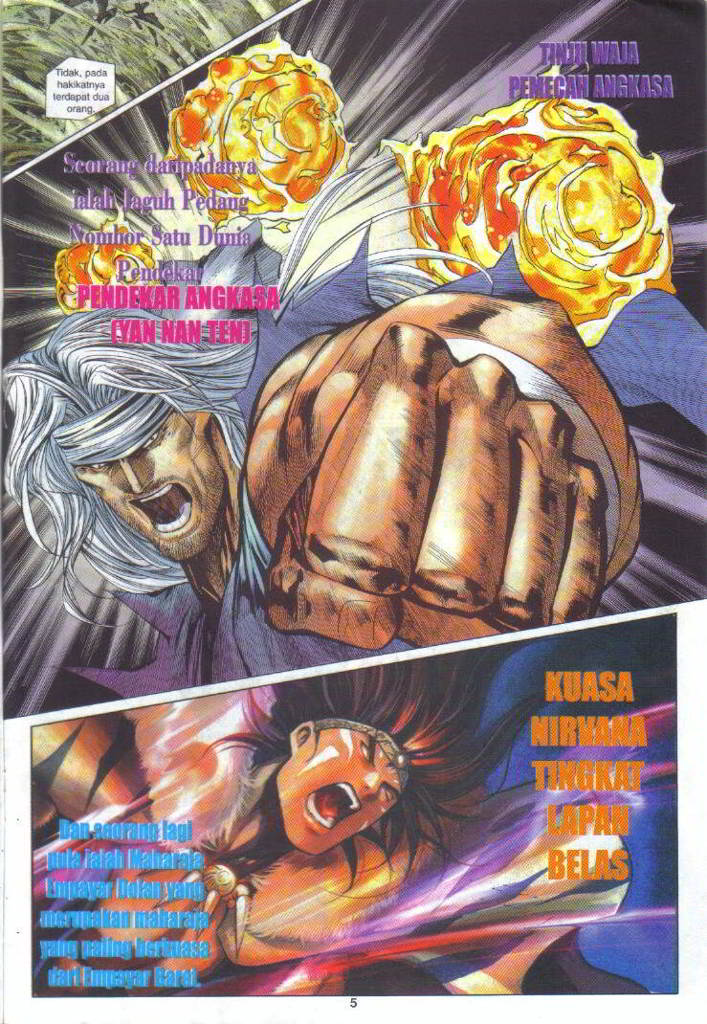 Tidak, pada
hakikatnya
terdapat dua
orang.
TINJU WAJA
PEMECAH ANGKASA
Seorang daripadanya
ialah Jaguh Pedang
Nombor Satu Dunia
Pendekar
PENDEKAR ANGKASA
(YAN NAN TEN)
KUASA
NIRVANA
TINGKAT
LAPAN
BELAS
Dan seorang lagi
pula ialah Maharaja
Empayar Dolan yang
merupakan maharaja
yang paling berkuasa
dari Empayar Barat.
5